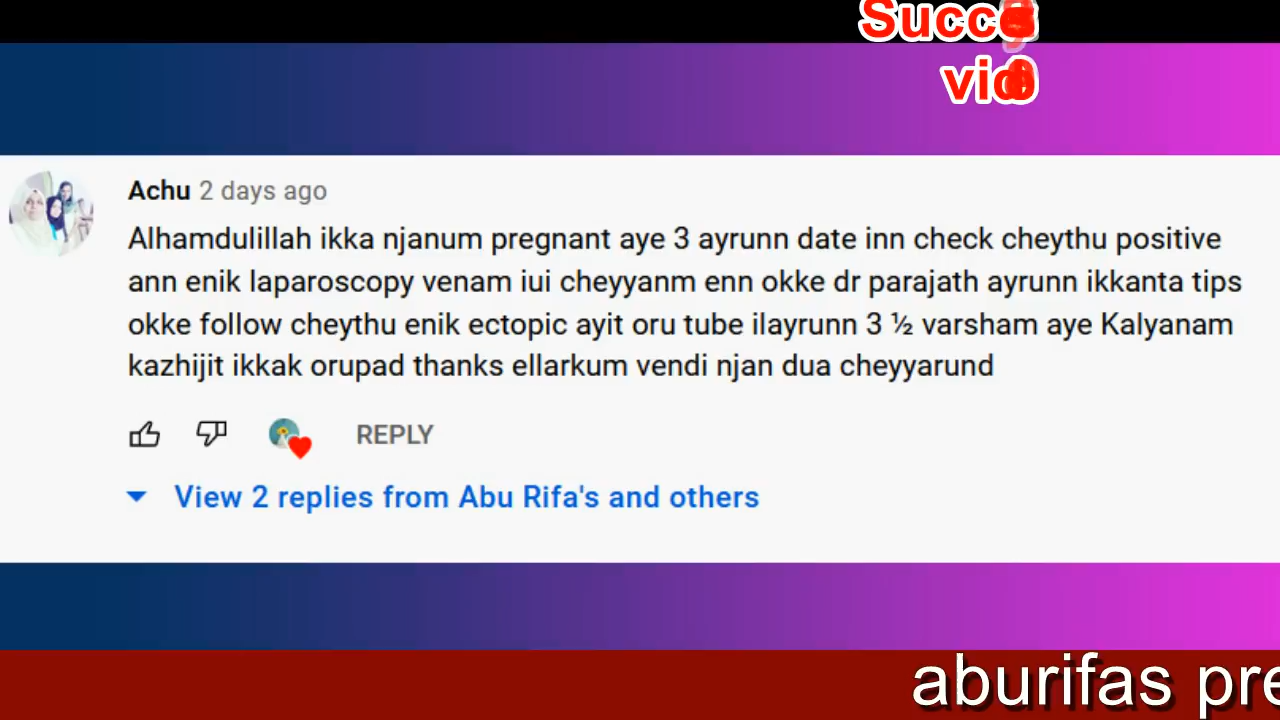 Achu 2 days ago
Alhamdulillah ikka njanum pregnant aye 3 ayrunn date inn check cheythu positive
ann enik laparoscopy venam iui cheyyanm enn okke dr parajath ayrunn ikkanta tips
okke follow cheythu enik ectopic ayit oru tube ilayrunn 3 ½ varsham aye Kalyanam
kazhijit ikkak orupad thanks ellarkum vendi njan dua cheyyarund
REPLY
View 2 replies from Abu Rifa's and others
aburifas pre